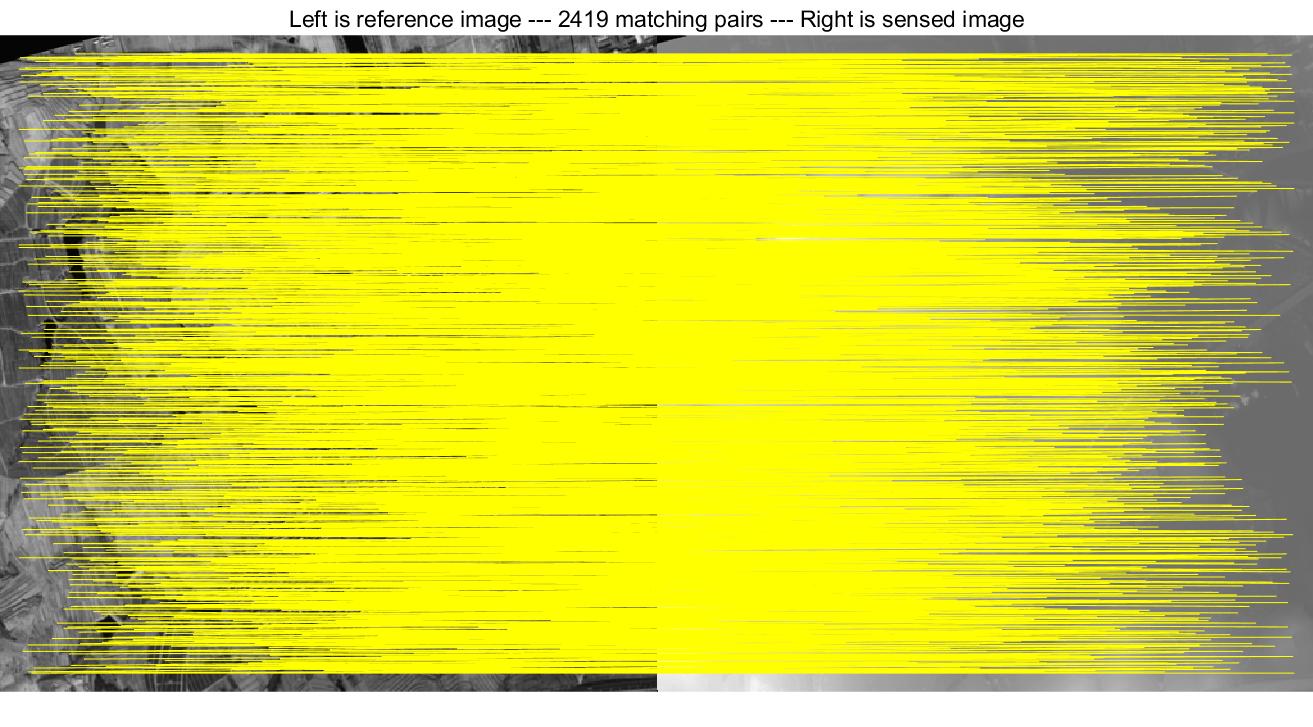 Left is reference image --- 2419 matching pairs --- Right is sensed image